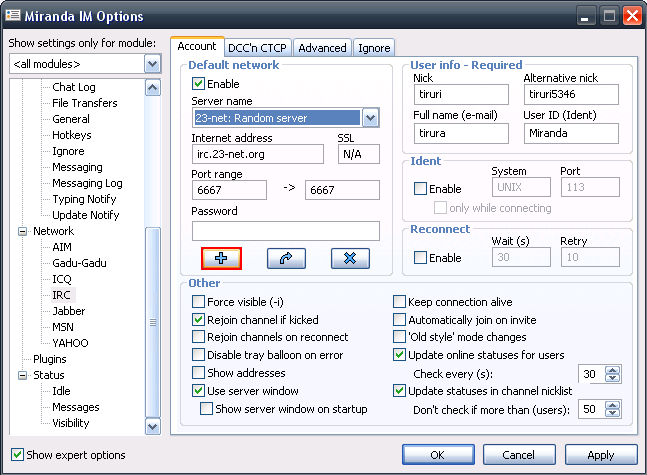 Miranda IM Options
Show settings only for module:
<all modules>
Chat Log
File Transfers
General
Hotkeys
Ignore
Messaging
Messaging Log
Typing Notify
Update Notify
Network
AIM
Gadu-Gadu
ICQ
IRC
Jabber
MSN
YAHOO
Plugins
Status
Idle
Messages
Visibility
Show expert options
Account DCC'n CTCP Advanced Ignore
Default network
Enable
Server name
23-net: Random server
Internet address SSL
irc.23-net.org N/A
Port range
6667 -> 6667
Password
User info - Required
Nick Alternative nick
tiruri tiruri5346
Full name (e-mail) User ID (Ident)
tirura Miranda
Ident
System Port
Enable UNIX 113
only while connecting
Reconnect
Wait (s) Retry
Enable 30 10
Other
Force visible (-i)
Rejoin channel if kicked
Rejoin channels on reconnect
Disable tray balloon on error
Show addresses
Use server window
Show server window on startup
Keep connection alive
Automatically join on invite
'Old style' mode changes
Update online statuses for users
Check every (s): 30
Update statuses in channel nicklist
Don't check if more than (users): 50
OK Cancel Apply